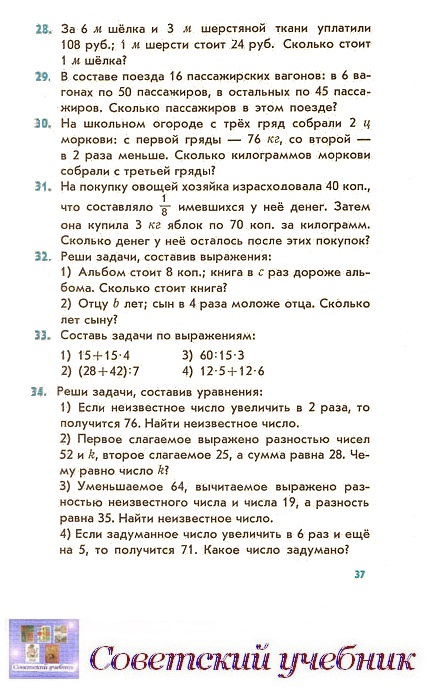 28. За 6 м шёлка и 3 м шерстяной ткани уплатили
108 руб.; 1 м шерсти стоит 24 руб. Сколько стоит
1 м шёлка?
29. В составе поезда 16 пассажирских вагонов: в 6 ва-
гонах по 50 пассажиров, в остальных по 45 пасса-
жиров. Сколько пассажиров в этом поезде?
30. На школьном огороде с трёх гряд собрали 2 ц
моркови: с первой гряды — 76 кг, со второй —
в 2 раза меньше. Сколько килограммов моркови
собрали с третьей гряды?
31. На покупку овощей хозяйка израсходовала 40 коп.,
что составляло 1/8 имевшихся у неё денег. Затем
она купила 3 кг яблок по 70 коп. за килограмм.
Сколько денег у неё осталось после этих покупок?
32. Реши задачи, составив выражения:
1) Альбом стоит 8 коп.; книга в c раз дороже аль-
бома. Сколько стоит книга?
2) Отцу b лет; сын в 4 раза моложе отца. Сколько
лет сыну?
33. Составь задачи по выражениям:
1) 15+15·4 3) 60:15·3
2) (28+42):7 4) 12·5+12·6
34. Реши задачи, составив уравнения:
1) Если неизвестное число увеличить в 2 раза, то
получится 76. Найти неизвестное число.
2) Первое слагаемое выражено разностью чисел
52 и k, второе слагаемое 25, а сумма равна 28. Че-
му равно число k?
3) Уменьшаемое 64, вычитаемое выражено раз-
ностью неизвестного числа и числа 19, а разность
равна 35. Найти неизвестное число.
4) Если задуманное число увеличить в 6 раз и ещё
на 5, то получится 71. Какое число задумано?
37
Советский учебник
Советский учебник